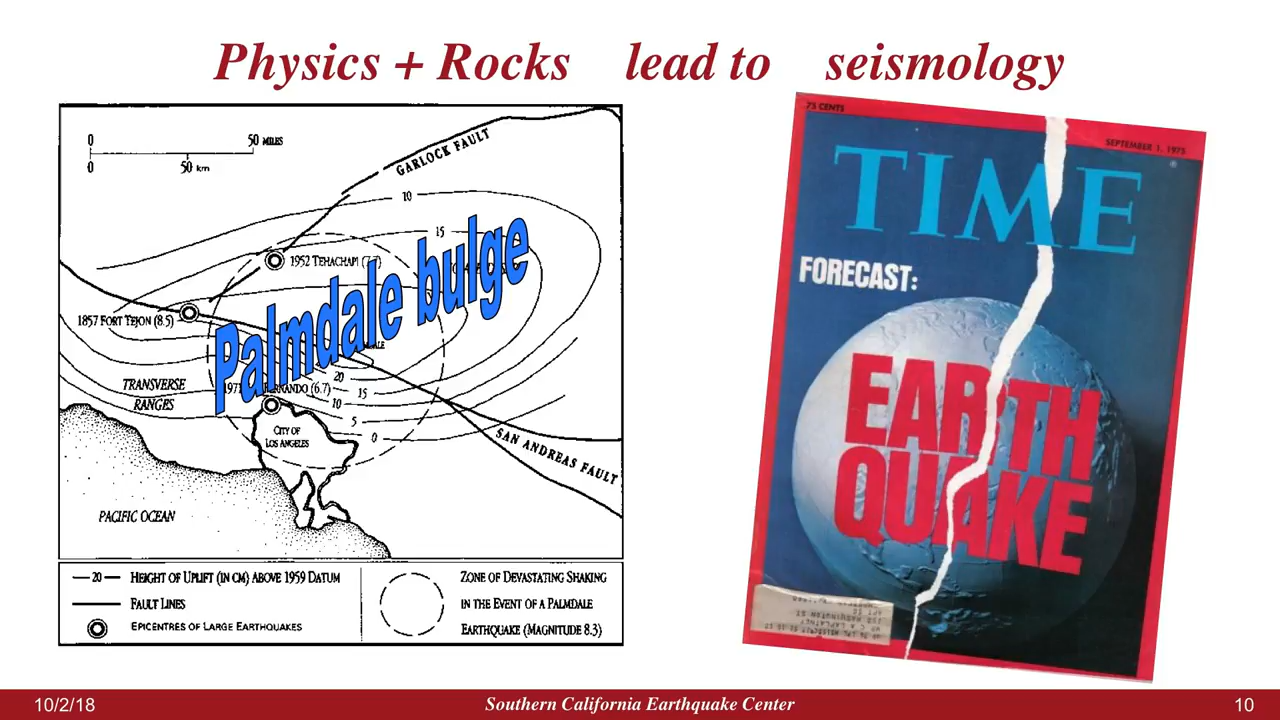 Physics + Rocks lead to seismology
0
50 MILES
0
50 km
GARLOCK FAULT
10
15
1952 TEHACHAPI (7.7)
Palmdale bulge
1857 FORT TEJON (8.5)
TRANSVERSE
RANGES
(6.7)
20
15
10
5
0
CITY OF
LOS ANGELES
SAN ANDREAS FAULT
PACIFIC OCEAN
20 HEIGHT OF UPLIFT (IN CM) ABOVE 1959 DATUM
FAULT LINES
EPICENTRES OF LARGE EARTHQUAKES
ZONE OF DEVASTATING SHAKING
IN THE EVENT OF A PALMDALE
EARTHQUAKE (MAGNITUDE 8.3)
75 CENTS
SEPTEMBER 1, 1975
TIME
FORECAST:
EARTH
QUAKE
10/2/18
Southern California Earthquake Center
10